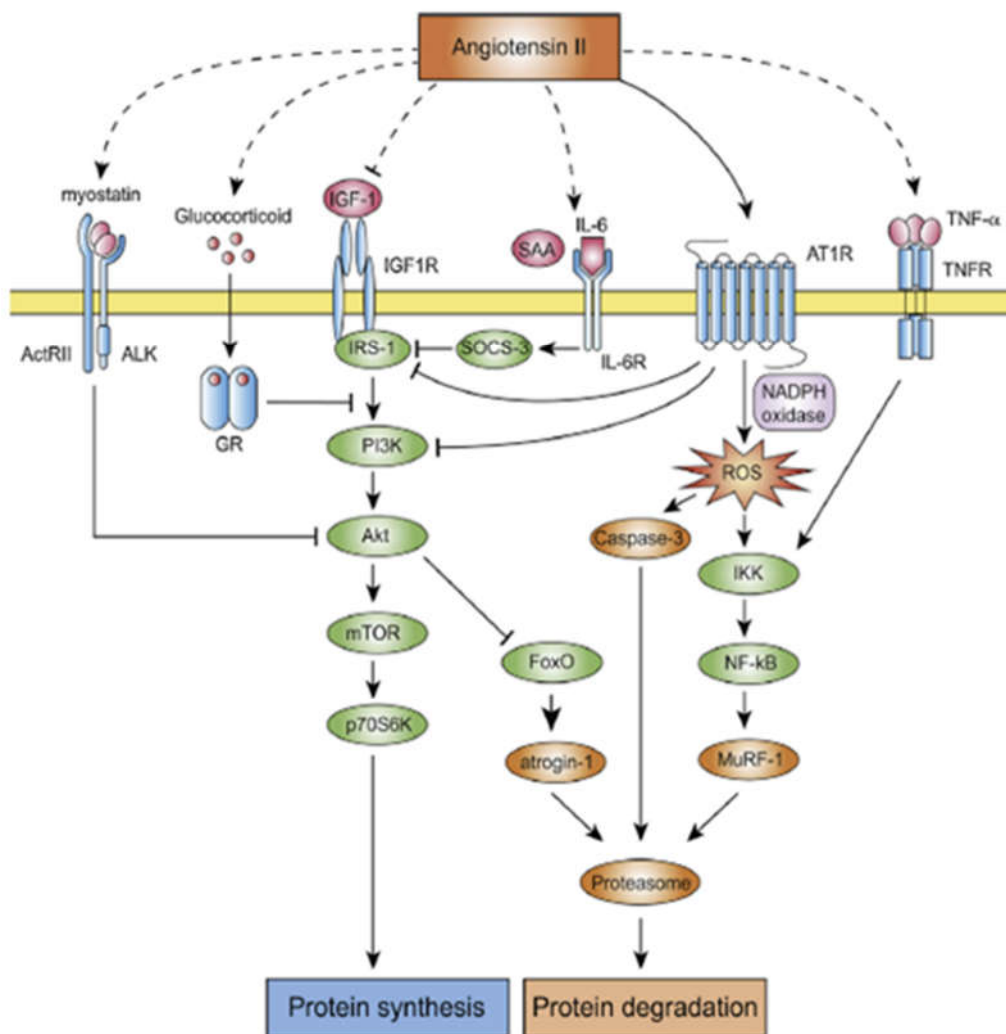 Angiotensin II
myostatin
Glucocorticoid
IGF-1
IL-6
SAA
TNF-α
IGF1R
AT1R
TNFR
ActRII
ALK
IRS-1
SOCS-3
IL-6R
NADPH
oxidase
GR
PI3K
ROS
Akt
Caspase-3
IKK
mTOR
FoxO
NF-kB
p70S6K
atrogin-1
MuRF-1
Proteasome
Protein synthesis
Protein degradation